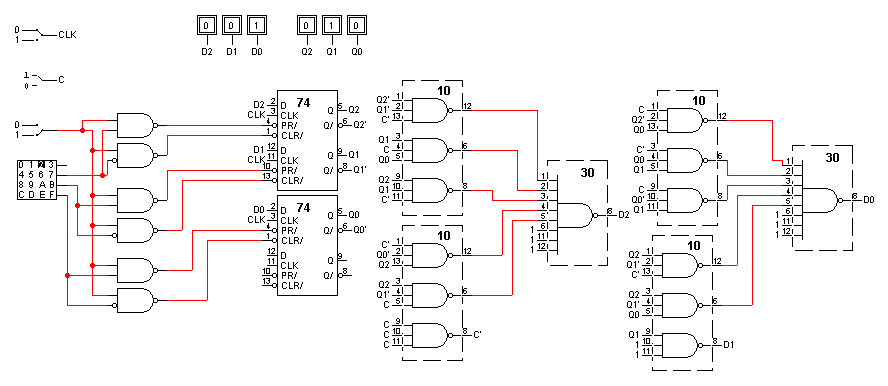 0 0 1 0 1 0
D2 D1 D0 Q2 Q1 Q0
0
1
CLK
1
0
C
0
1
0 1 2 3
4 5 6 7
8 9 A B
C D E F
74
D2 2 D Q 5 Q2
CLK 3 CLK
4 PR/ Q/ 6 Q2'
1 CLR/
D1 12 D Q 9 Q1
CLK 11 CLK
10 PR/ Q/ 8 Q1'
13 CLR/
74
D0 2 D Q 5 Q0
CLK 3 CLK
4 PR/ Q/ 6 Q0'
1 CLR/
12 D Q 9
11 CLK
10 PR/ Q/ 8
13 CLR/
10
Q2' 1
Q1' 2
C' 13
12
Q1 3
C 4
Q0 5
6
Q2 9
Q1 10
C' 11
8
10
C' 1
Q0' 2
Q2 13
12
Q2 3
Q1' 4
C 5
6
C 9
C 10
C 11
8 C'
30
1
2
3
4
5
1 6
1 11
1 12
8 D2
10
C 1
Q2' 2
Q0 13
12
C' 3
Q0 4
Q1 5
6
C 9
Q0' 10
Q1 11
8
10
Q2 1
Q1' 2
C' 13
12
Q2 3
Q1' 4
Q0 5
6
Q1 9
1 10
1 11
8 D1
30
1
2
3
4
5
1 6
1 11
1 12
8 D0